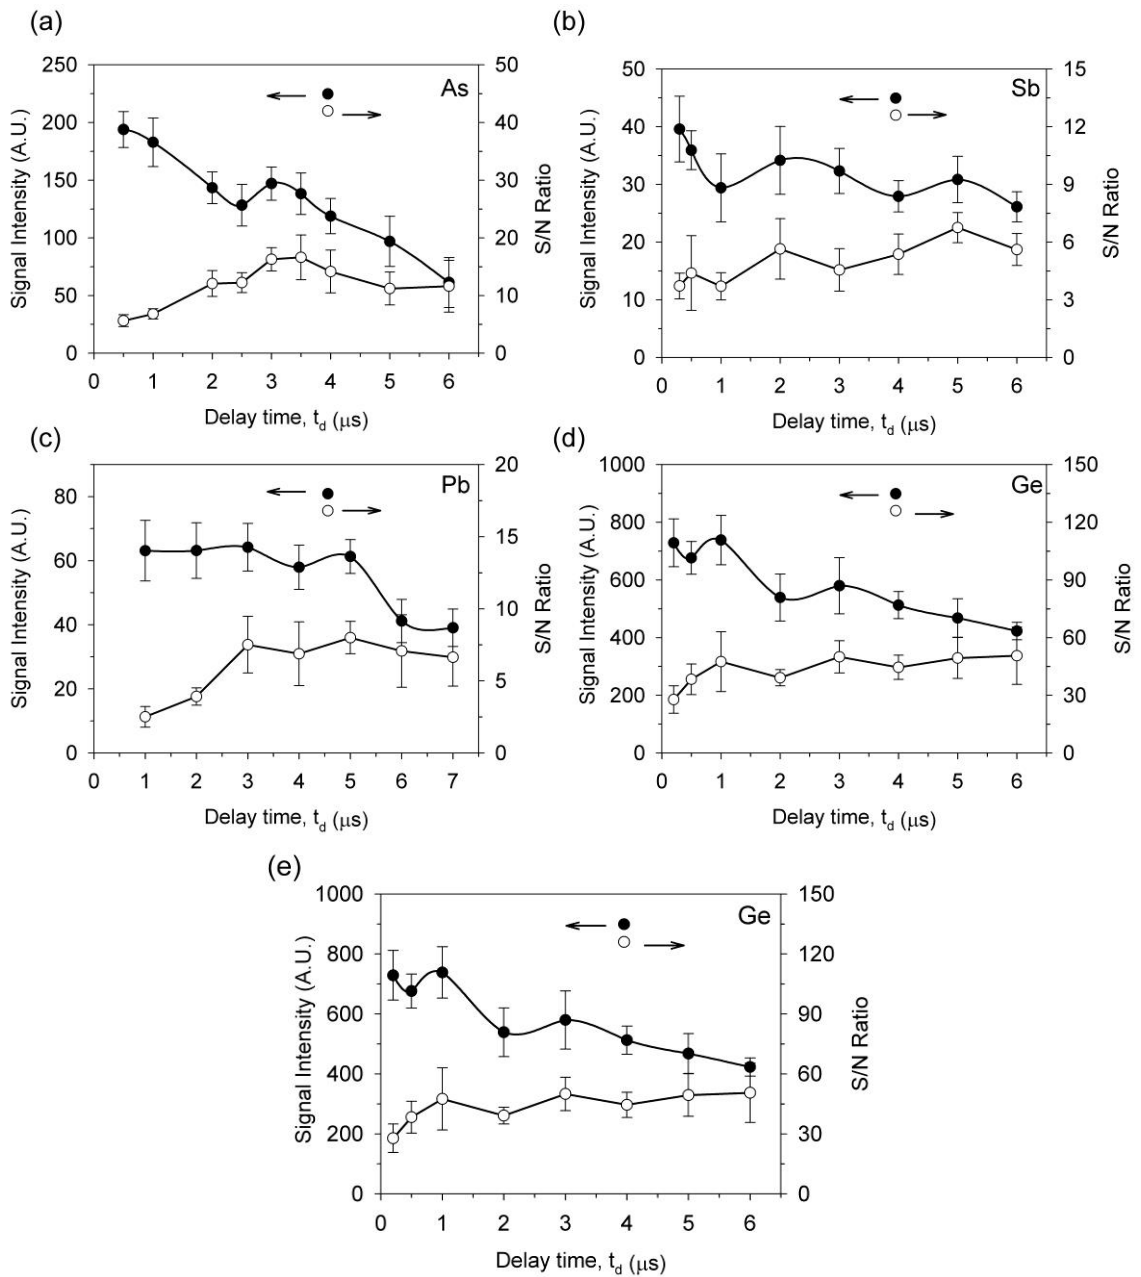 (a)
As
250
200
150
100
50
0
50
40
30
20
10
0
Signal Intensity (A.U.)
S/N Ratio
0 1 2 3 4 5 6
Delay time, td (μs)
(b)
Sb
50
40
30
20
10
0
15
12
9
6
3
0
Signal Intensity (A.U.)
S/N Ratio
0 1 2 3 4 5 6
Delay time, td (μs)
(c)
Pb
80
60
40
20
0
20
15
10
5
0
Signal Intensity (A.U.)
S/N Ratio
0 1 2 3 4 5 6 7
Delay time, td (μs)
(d)
Ge
1000
800
600
400
200
0
150
120
90
60
30
0
Signal Intensity (A.U.)
S/N Ratio
0 1 2 3 4 5 6
Delay time, td (μs)
(e)
Ge
1000
800
600
400
200
0
150
120
90
60
30
0
Signal Intensity (A.U.)
S/N Ratio
0 1 2 3 4 5 6
Delay time, td (μs)